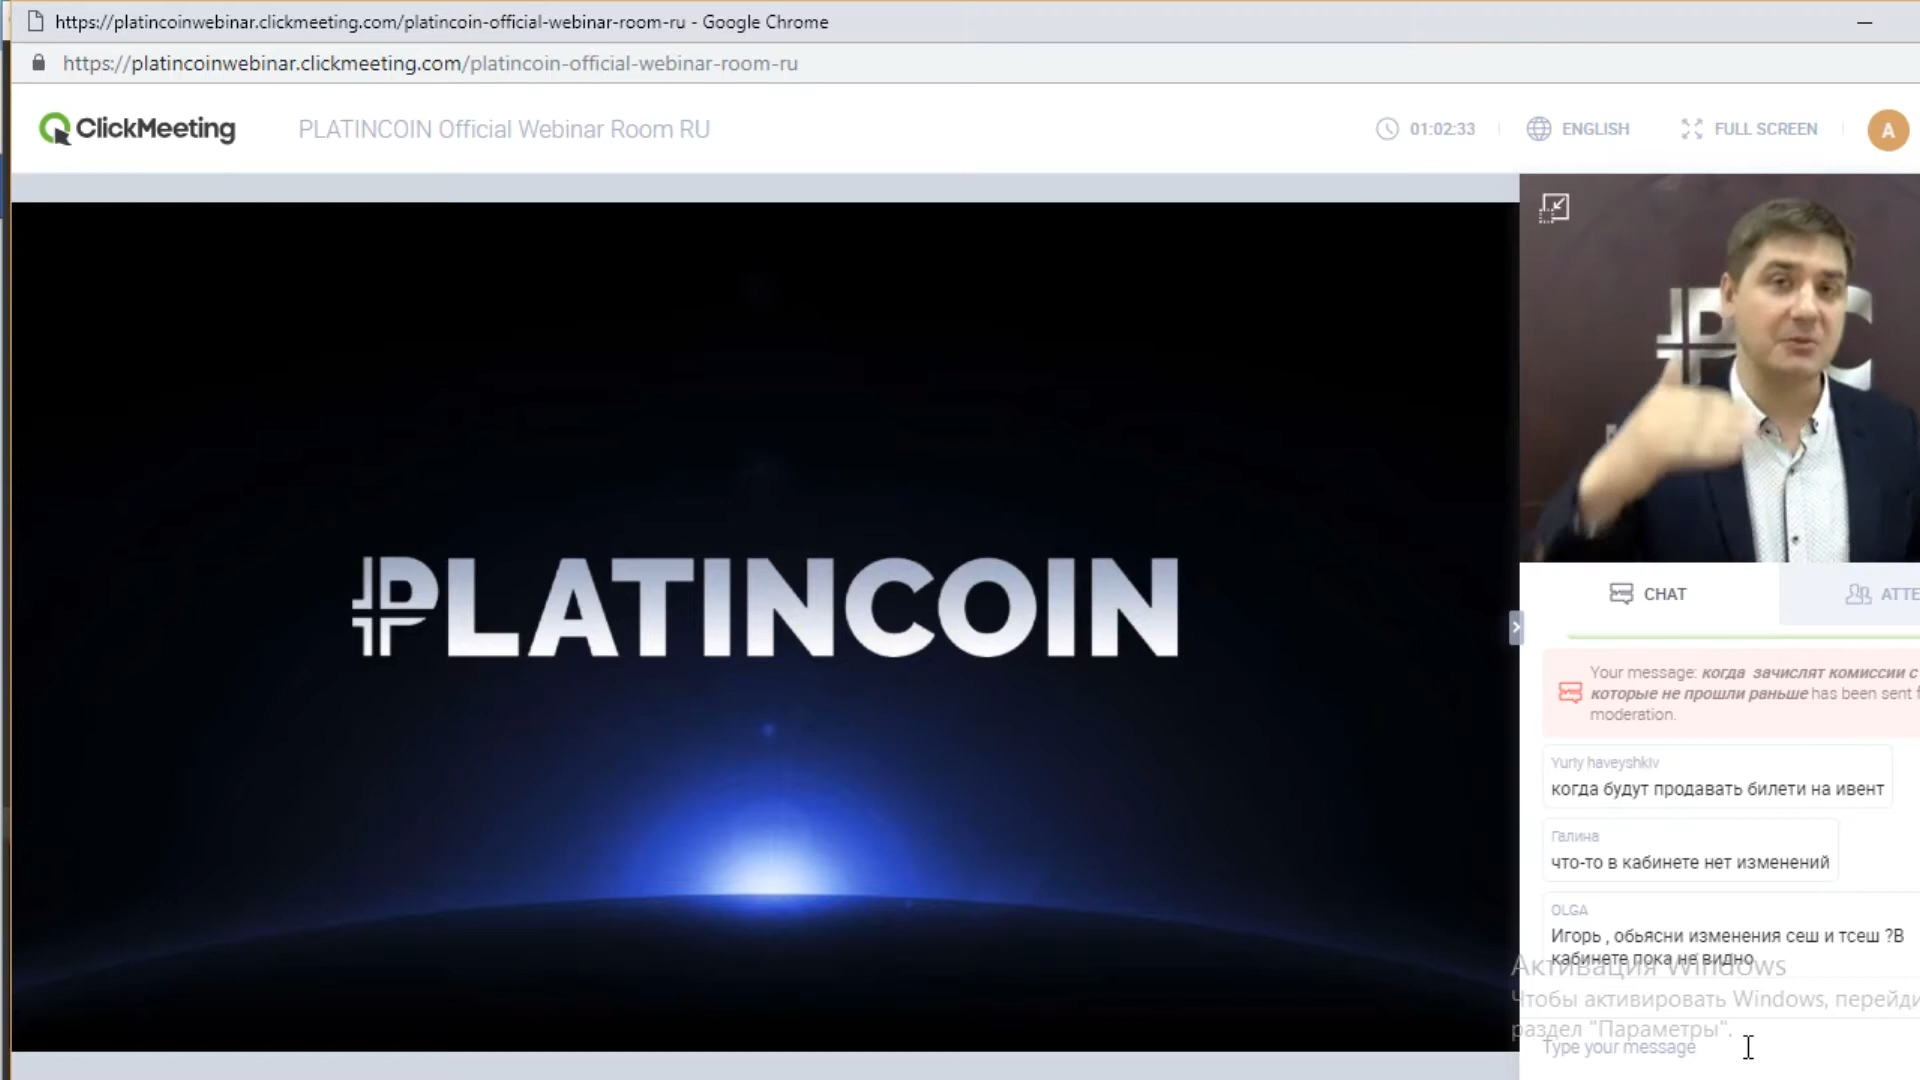 https://platincoinwebinar.clickmeeting.com/platincoin-official-webinar-room-ru - Google Chrome
https://platincoinwebinar.clickmeeting.com/platincoin-official-webinar-room-ru
ClickMeeting
PLATINCOIN Official Webinar Room RU
01:02:33
ENGLISH
FULL SCREEN
A
PLATINCOIN
CHAT
ATTE
Your message: когда зачислят комиссии с
которые не прошли раньше has been sent f
moderation.
Yuriy haveyshkiv
когда будут продавать билети на ивент
Галина
что-то в кабинете нет изменений
OLGA
Игорь , обьясни изменения сеш и тсеш ?В
кабинете пока не видно
Активация Windows
Чтобы активировать Windows, перейди
раздел "Параметры".
Type your message